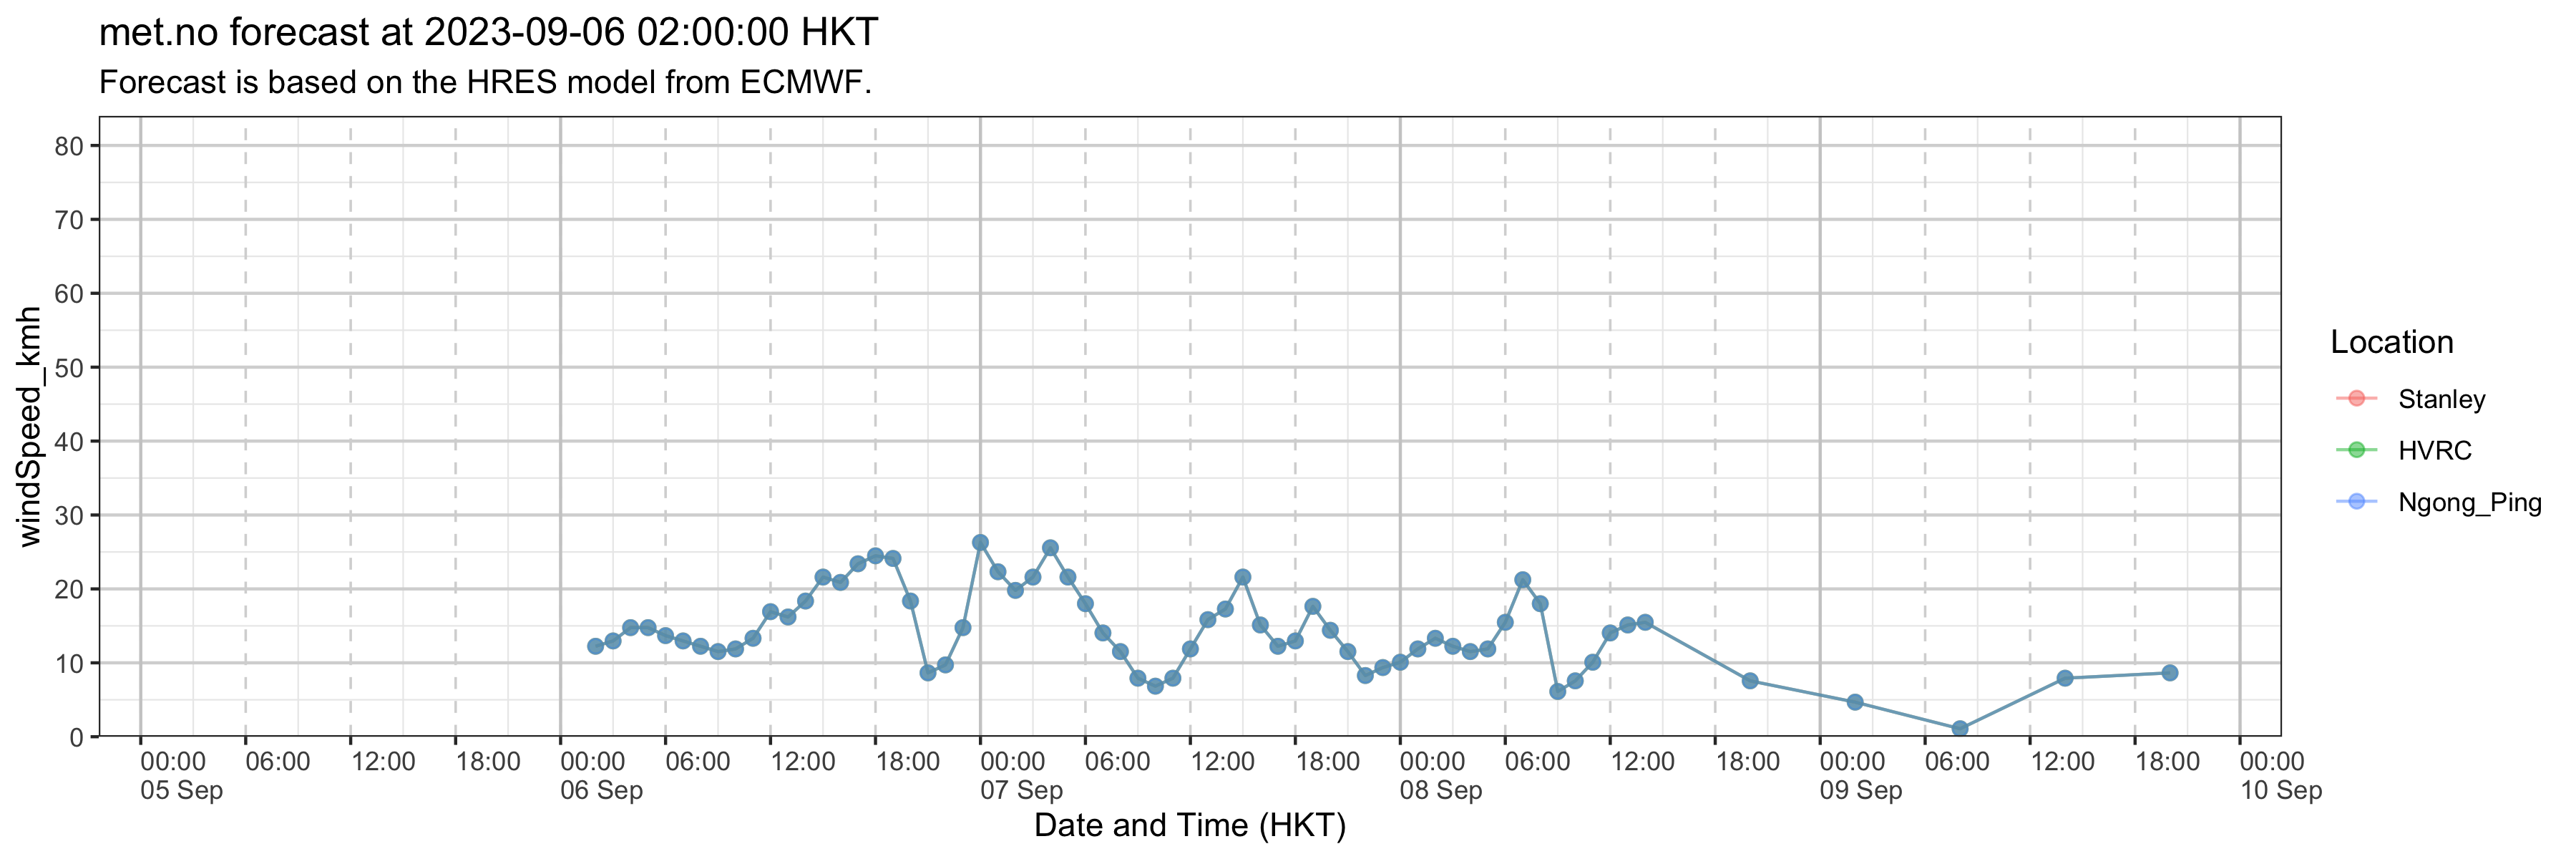 met.no forecast at 2023-09-06 02:00:00 HKT
Forecast is based on the HRES model from ECMWF.
windSpeed_kmh
80
70
60
50
40
30
20
10
0
00:00 06:00 12:00 18:00 00:00 06:00 12:00 18:00 00:00 06:00 12:00 18:00 00:00 06:00 12:00 18:00 00:00 06:00 12:00 18:00 00:00
05 Sep 06 Sep 07 Sep 08 Sep 09 Sep 10 Sep
Date and Time (HKT)
Location
Stanley
HVRC
Ngong_Ping